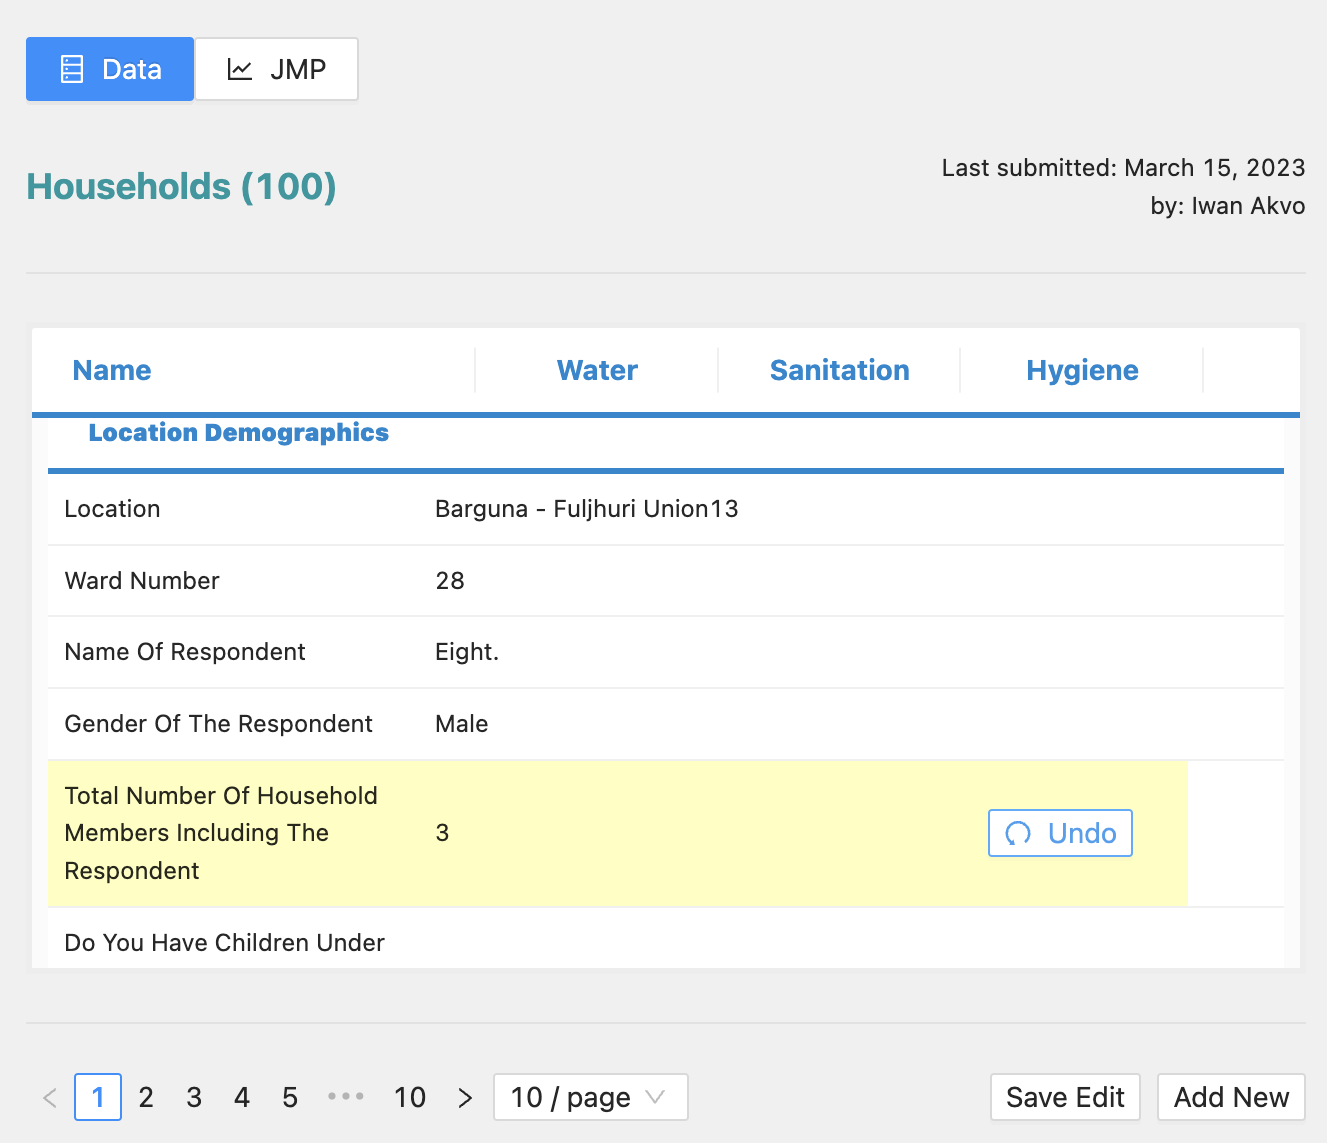 Data
JMP
Households (100)
Last submitted: March 15, 2023
by: Iwan Akvo
Name Water Sanitation Hygiene
Location Demographics
Location Barguna - Fuljhuri Union13
Ward Number 28
Name Of Respondent Eight.
Gender Of The Respondent Male
Total Number Of Household
Members Including The
Respondent
3
Undo
Do You Have Children Under
< 1 2 3 4 5 ••• 10 > 10 / page
Save Edit
Add New